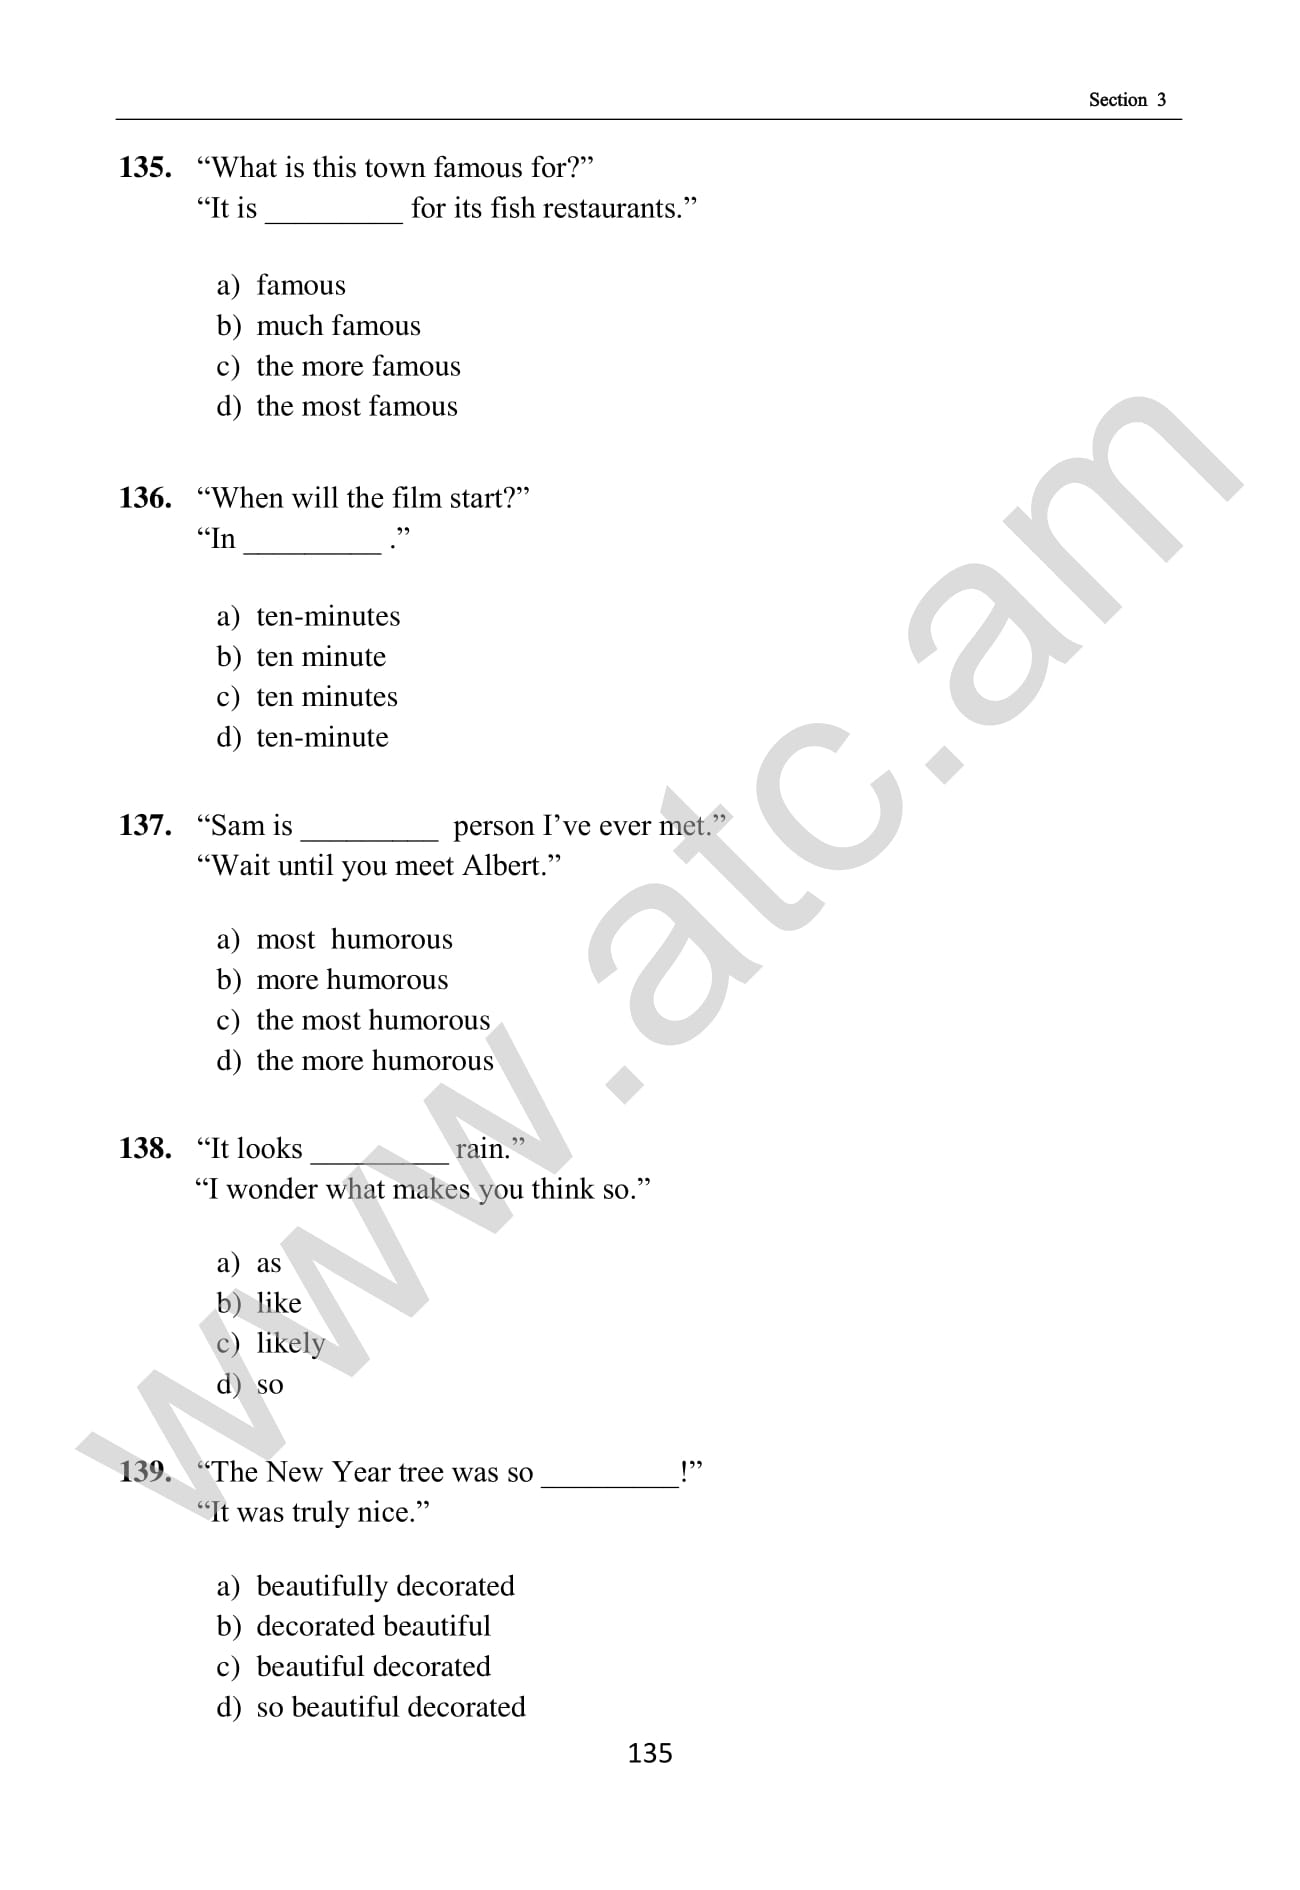 Section 3
135. “What is this town famous for?”
“It is _________ for its fish restaurants.”
a) famous
b) much famous
c) the more famous
d) the most famous
136. “When will the film start?”
“In _________ .”
a) ten-minutes
b) ten minute
c) ten minutes
d) ten-minute
137. “Sam is _________ person I’ve ever met.”
“Wait until you meet Albert.”
a) most humorous
b) more humorous
c) the most humorous
d) the more humorous
138. “It looks _________ rain.”
“I wonder what makes you think so.”
a) as
b) like
c) likely
d) so
139. “The New Year tree was so _________!”
“It was truly nice.”
a) beautifully decorated
b) decorated beautiful
c) beautiful decorated
d) so beautiful decorated
135
www.atc.am